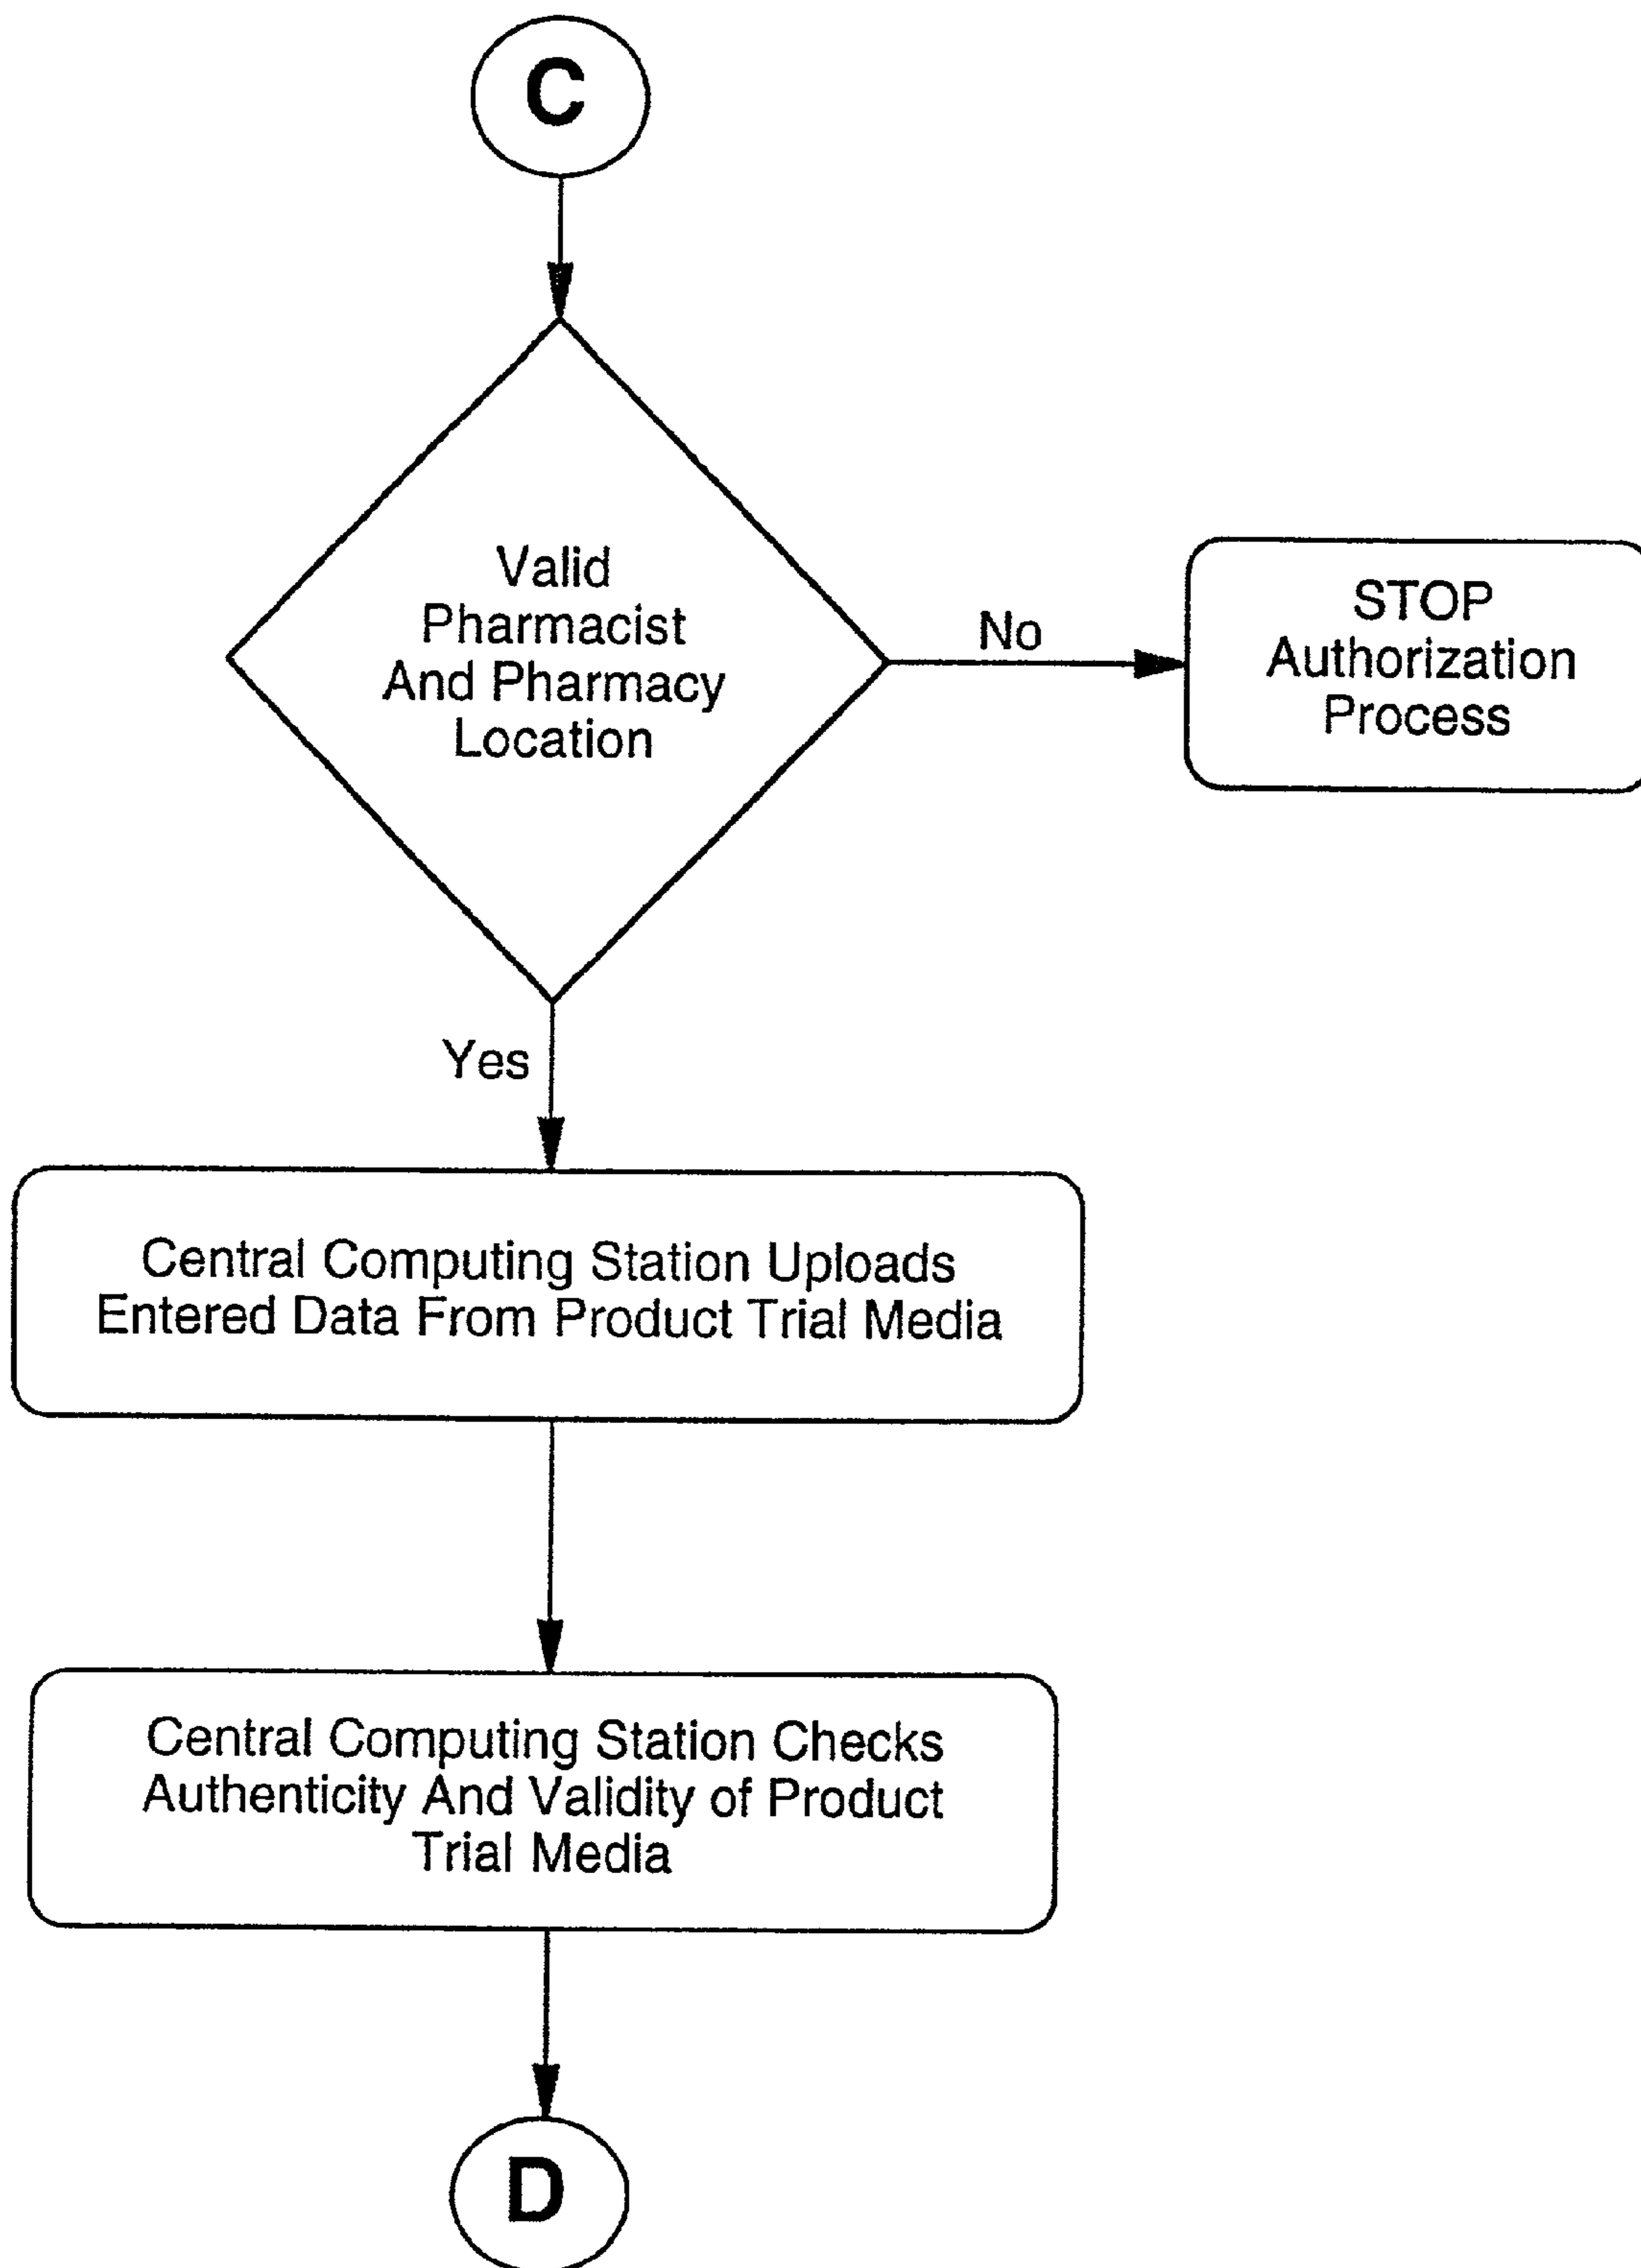 C
Valid
Pharmacist
And Pharmacy
Location
No
STOP
Authorization
Process
Yes
Central Computing Station Uploads
Entered Data From Product Trial Media
Central Computing Station Checks
Authenticity And Validity of Product
Trial Media
D